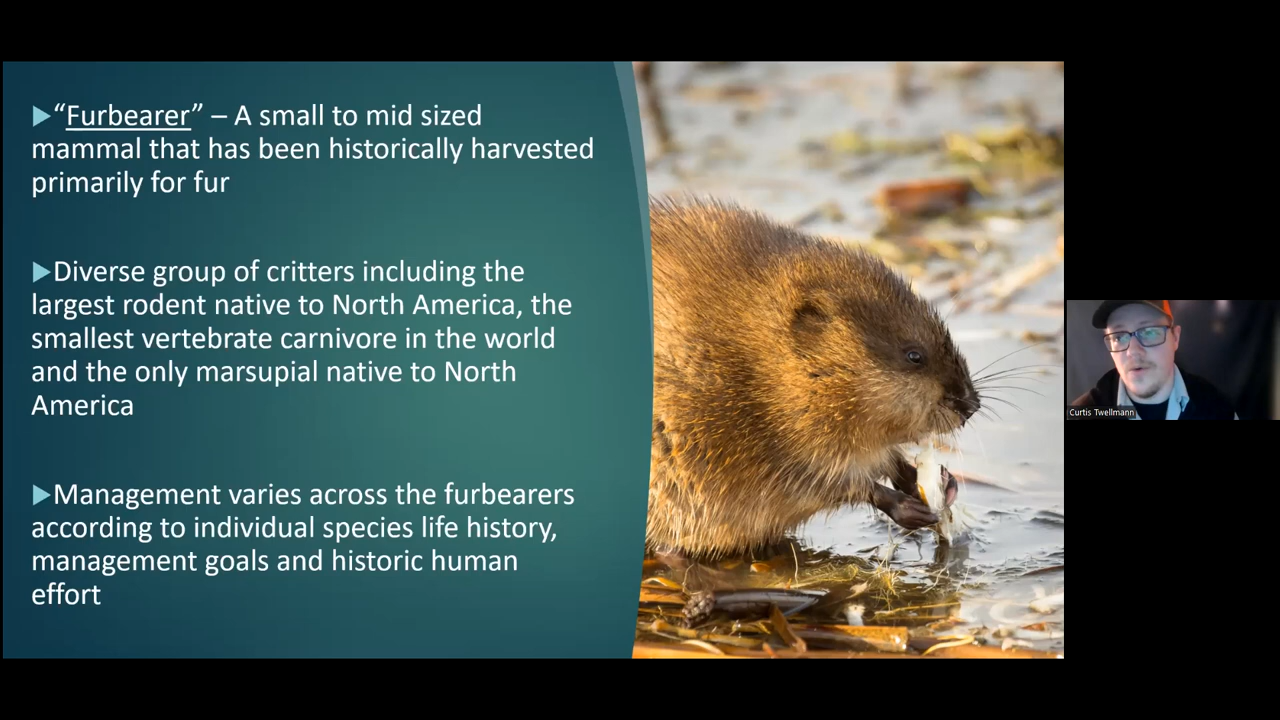 ▶“Furbearer” – A small to mid sized
mammal that has been historically harvested
primarily for fur
▶Diverse group of critters including the
largest rodent native to North America, the
smallest vertebrate carnivore in the world
and the only marsupial native to North
America
▶Management varies across the furbearers
according to individual species life history,
management goals and historic human
effort
Curtis Twellmann